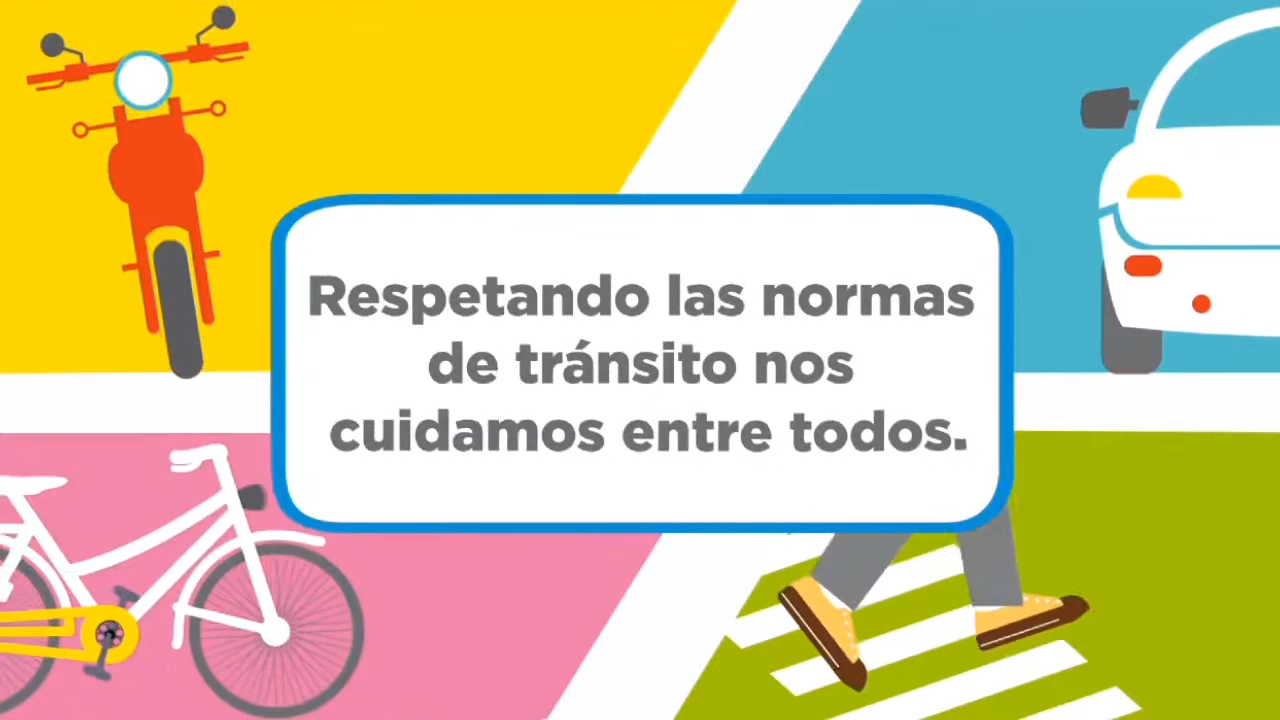 Respetando las normas
de tránsito nos
cuidamos entre todos.